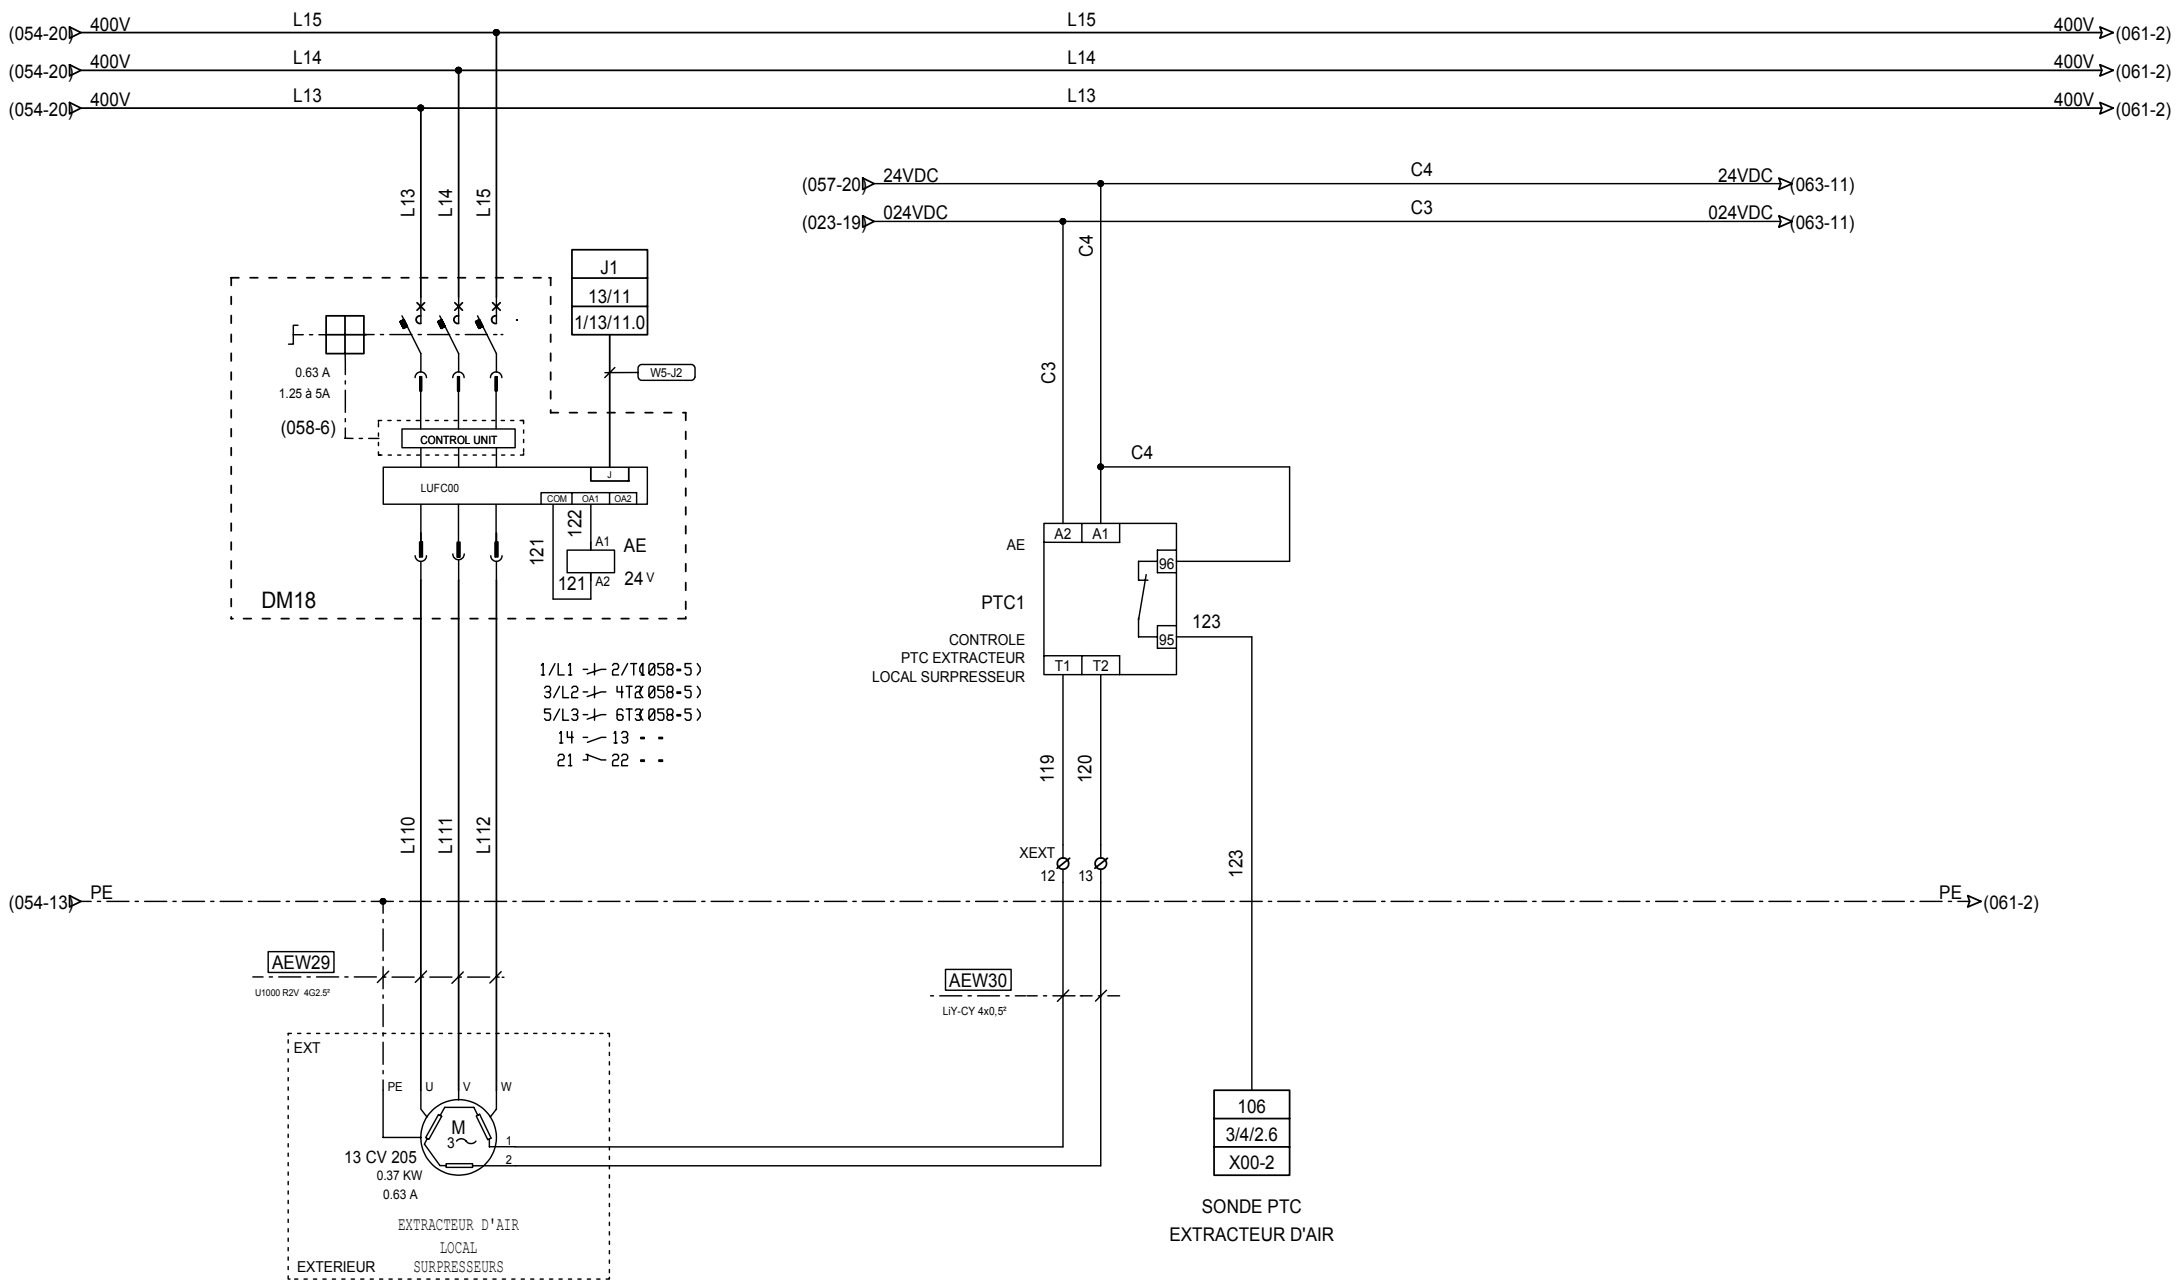 (054-20) 400V L15 L15 400V (061-2)
(054-20) 400V L14 L14 400V (061-2)
(054-20) 400V L13 L13 400V (061-2)
(057-20) 24VDC C4 24VDC (063-11)
(023-19) 024VDC C3 024VDC (063-11)
L13 L14 L15
C4
J1
13/11
1/13/11.0
W5-J2
0.63 A
1.25 à 5A
(058-6)
CONTROL UNIT
J
LUFC00
COM OA1 OA2
121 122
A1 AE
121 A2 24 V
DM18
C3
C4
A2 A1
AE
96
PTC1
95
123
CONTROLE
PTC EXTRACTEUR
LOCAL SURPRESSEUR
T1 T2
1/L1 2/T1(058-5)
3/L2 4T2(058-5)
5/L3 6T3(058-5)
14 13 - -
21 22 - -
119 120
L110 L111 L112
XEXT
12 13
123
(054-13) PE PE (061-2)
AEW29
U1000 R2V 4G2.5²
AEW30
LiY-CY 4x0,5²
EXT
PE U V W
M
3~
1
2
13 CV 205
0.37 KW
0.63 A
EXTRACTEUR D'AIR
LOCAL
SURPRESSEURS
EXTERIEUR
106
3/4/2.6
X00-2
SONDE PTC
EXTRACTEUR D'AIR